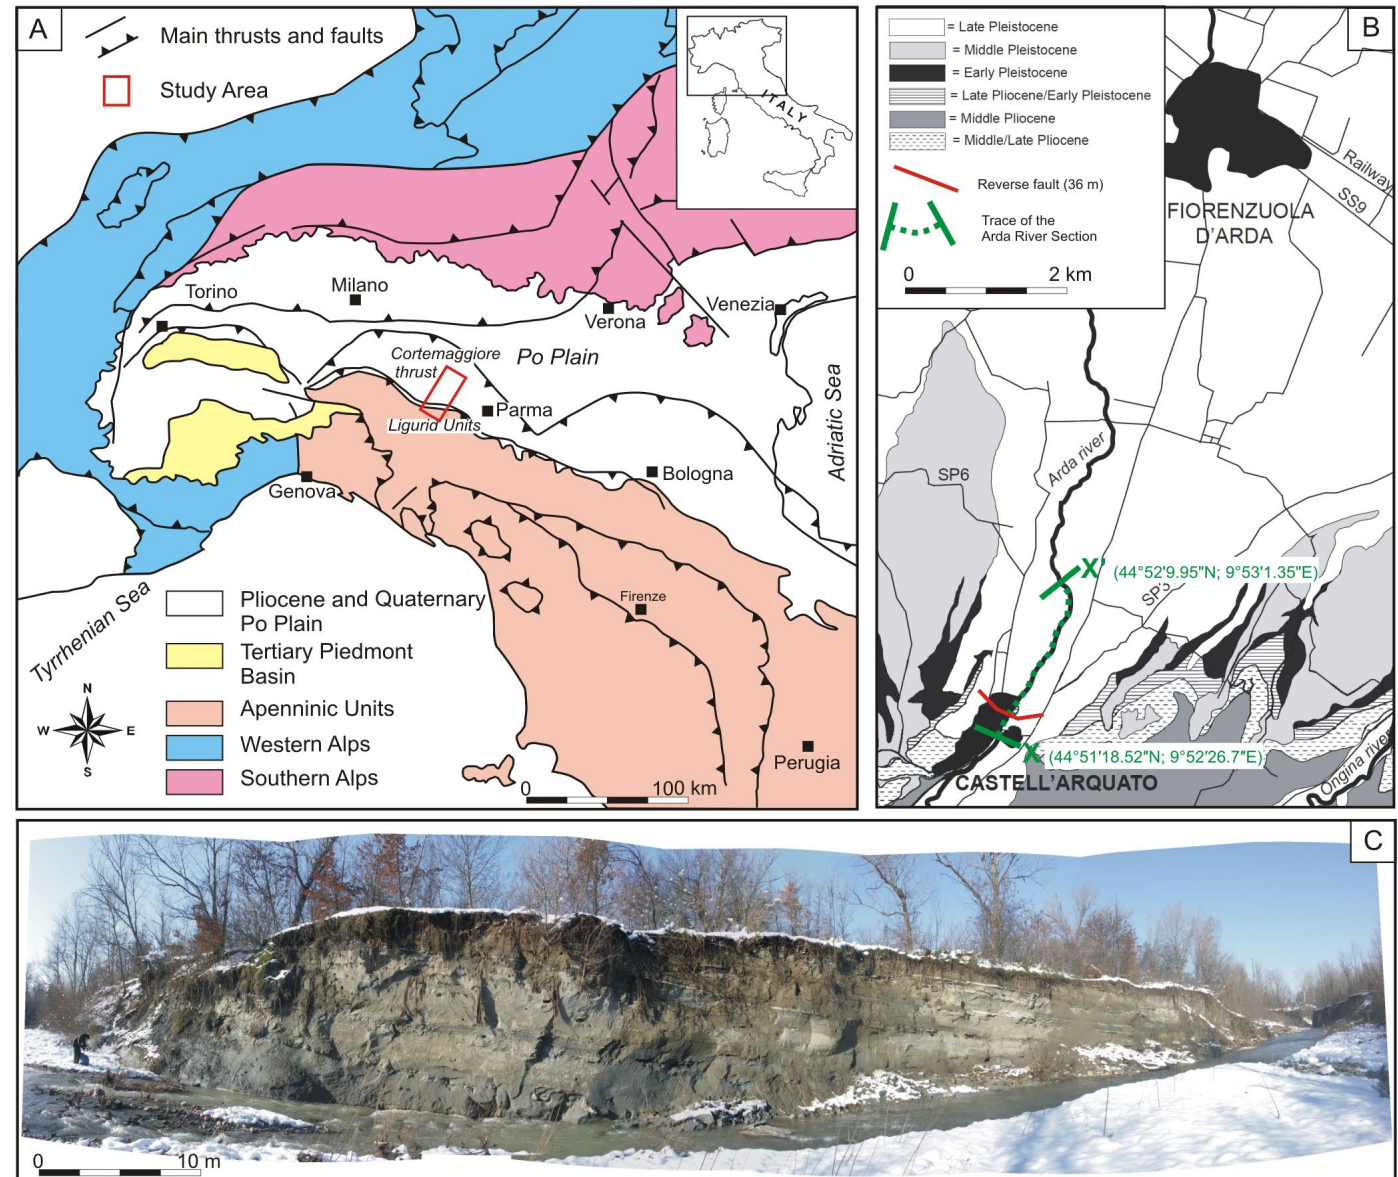 A
Main thrusts and faults
Study Area
ITALY
Torino
Milano
Verona
Venezia
Cortemaggiore
thrust
Po Plain
Parma
Ligurid Units
Adriatic Sea
Bologna
Genova
Tyrrhenian Sea
Firenze
Perugia
Pliocene and Quaternary
Po Plain
Tertiary Piedmont
Basin
Apenninic Units
Western Alps
Southern Alps
N
W
E
S
0
100 km
B
= Late Pleistocene
= Middle Pleistocene
= Early Pleistocene
= Late Pliocene/Early Pleistocene
= Middle Pliocene
= Middle/Late Pliocene
Reverse fault (36 m)
Trace of the
Arda River Section
0
2 km
Railway
SS9
FIORENZUOLA
D'ARDA
Arda river
SP6
X' (44°52'9.95"N; 9°53'1.35"E)
SP3
X (44°51'18.52"N; 9°52'26.7"E)
CASTELL'ARQUATO
Ongina river
C
0
10 m